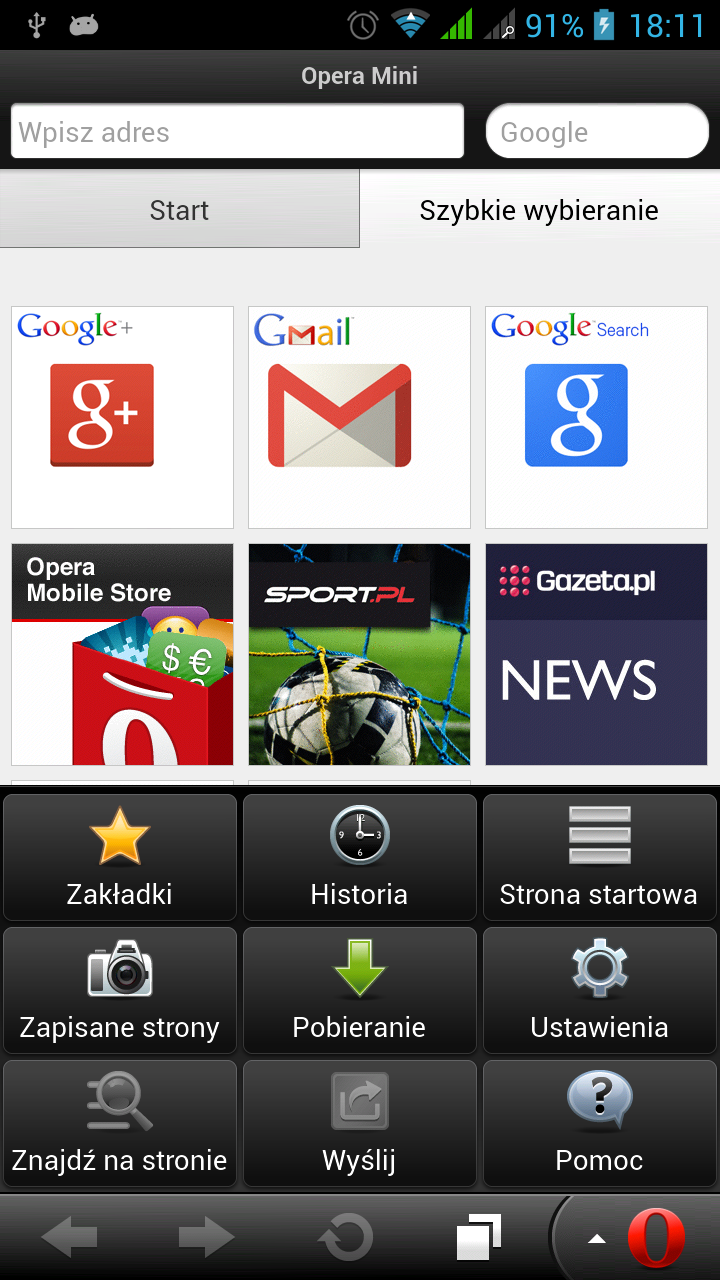 91% 18:11
Opera Mini
Wpisz adres Google
Start Szybkie wybieranie
Google+ Gmail Google Search
g+ g
Opera
Mobile Store
$ €
SPORT.PL
Gazeta.pl
NEWS
Zakładki Historia Strona startowa
Zapisane strony Pobieranie Ustawienia
Znajdź na stronie Wyślij Pomoc